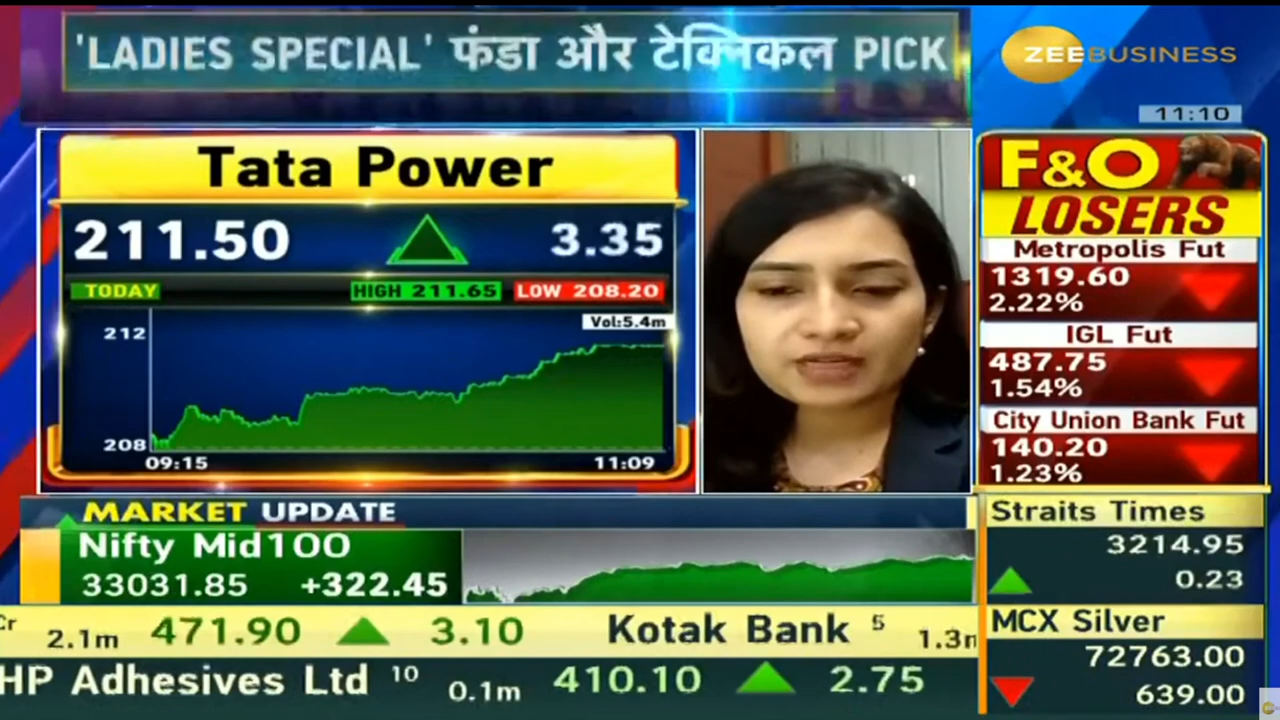 'LADIES SPECIAL' फंडा और टेक्निकल PICK
ZEEBUSINESS
11:10
Tata Power
211.50 3.35
TODAY HIGH 211.65 LOW 208.20
Vol:5.4m
212
208
09:15 11:09
F&O
LOSERS
Metropolis Fut
1319.60
2.22%
IGL Fut
487.75
1.54%
City Union Bank Fut
140.20
1.23%
MARKET UPDATE
Nifty Mid100
33031.85 +322.45
Straits Times
3214.95
0.23
MCX Silver
72763.00
639.00
Cr 2.1m 471.90 3.10 Kotak Bank 5 1.3m
HP Adhesives Ltd 10 0.1m 410.10 2.75